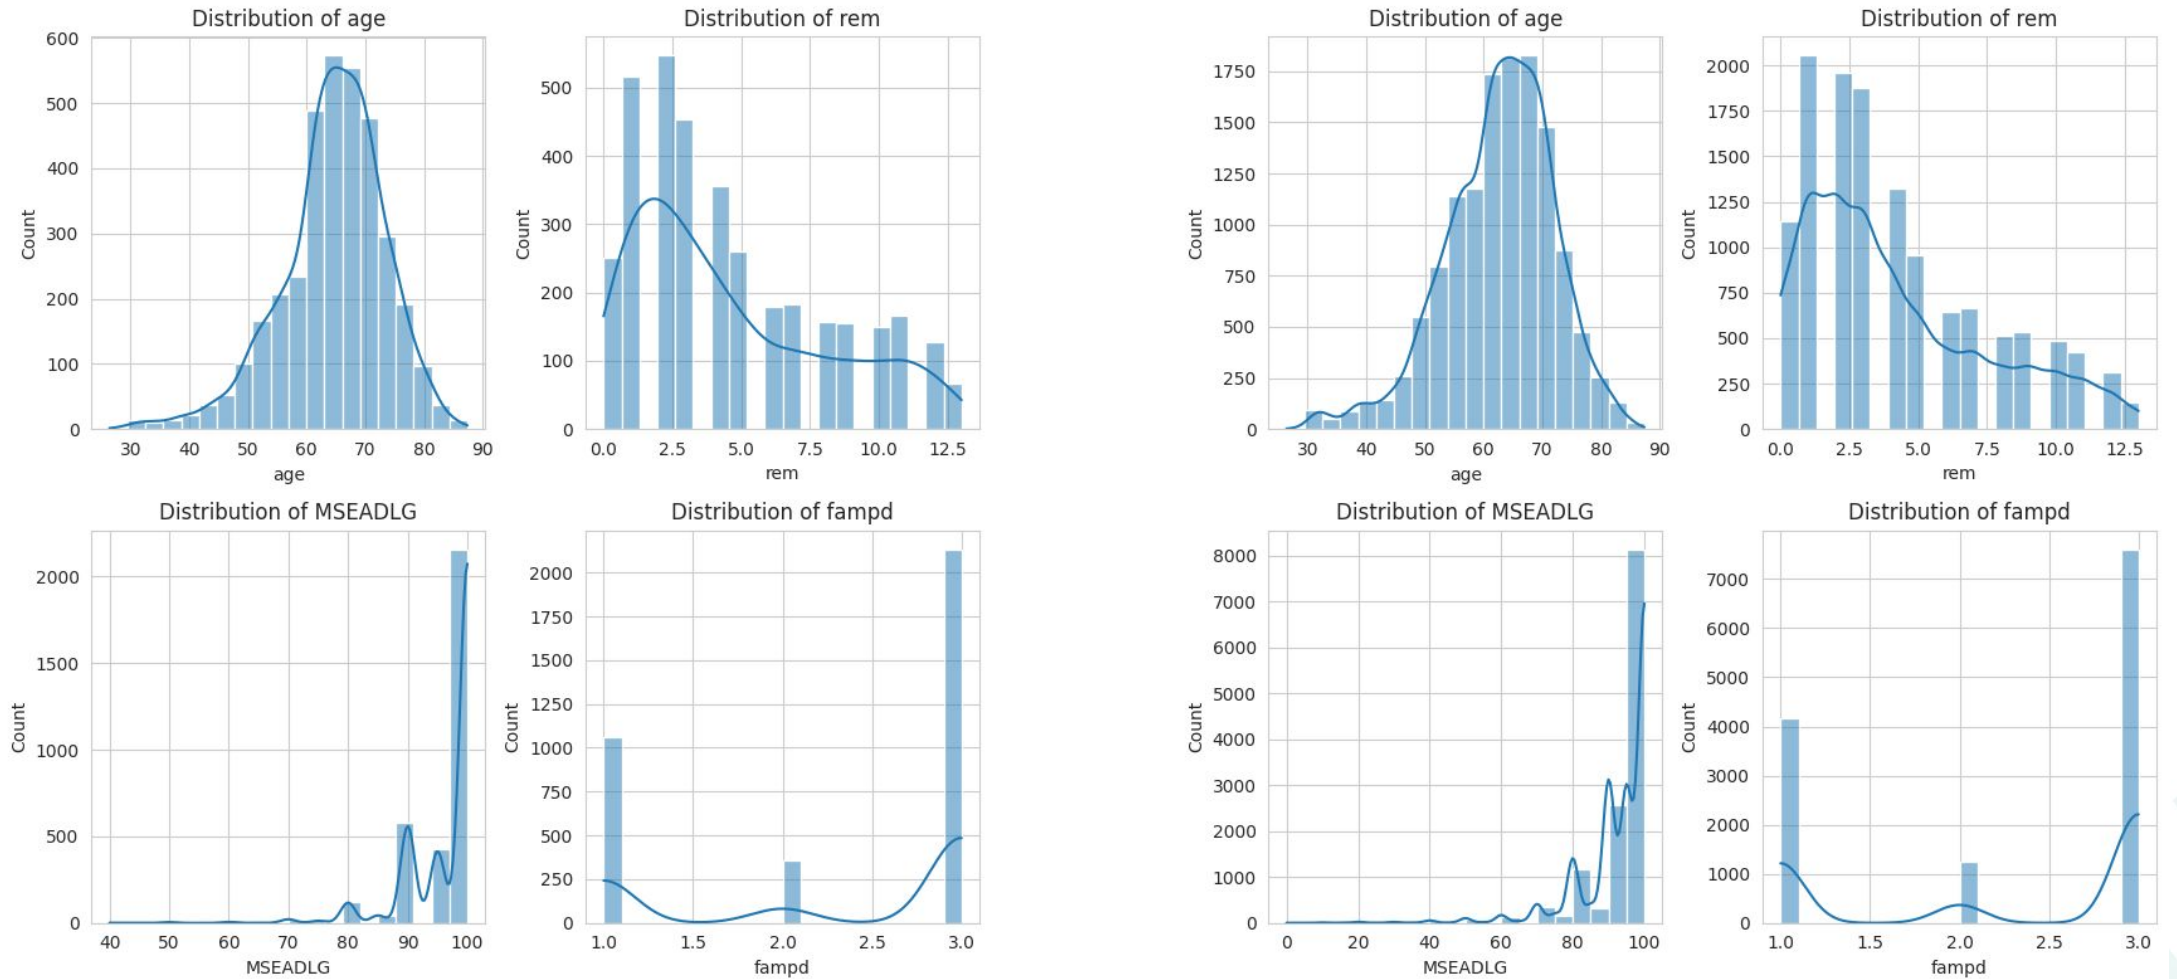 Distribution of age
600
500
400
300
200
100
0
Count
30 40 50 60 70 80 90
age
Distribution of rem
500
400
300
200
100
0
Count
0.0 2.5 5.0 7.5 10.0 12.5
rem
Distribution of age
1750
1500
1250
1000
750
500
250
0
Count
30 40 50 60 70 80 90
age
Distribution of rem
2000
1750
1500
1250
1000
750
500
250
0
Count
0.0 2.5 5.0 7.5 10.0 12.5
rem
Distribution of MSEADLG
2000
1500
1000
500
0
Count
40 50 60 70 80 90 100
MSEADLG
Distribution of fampd
2000
1750
1500
1250
1000
750
500
250
0
Count
1.0 1.5 2.0 2.5 3.0
fampd
Distribution of MSEADLG
8000
7000
6000
5000
4000
3000
2000
1000
0
Count
0 20 40 60 80 100
MSEADLG
Distribution of fampd
7000
6000
5000
4000
3000
2000
1000
0
Count
1.0 1.5 2.0 2.5 3.0
fampd